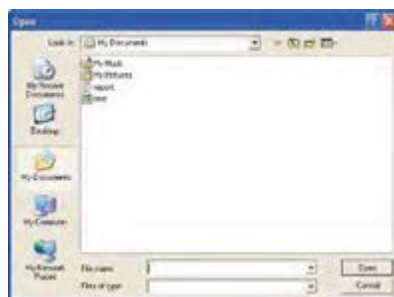 Open
Look in: My Documents
My Music
My Pictures
report
My Recent
Documents
Desktop
My Documents
My Computer
My Network
Places
File name:
Open
Files of type:
Cancel